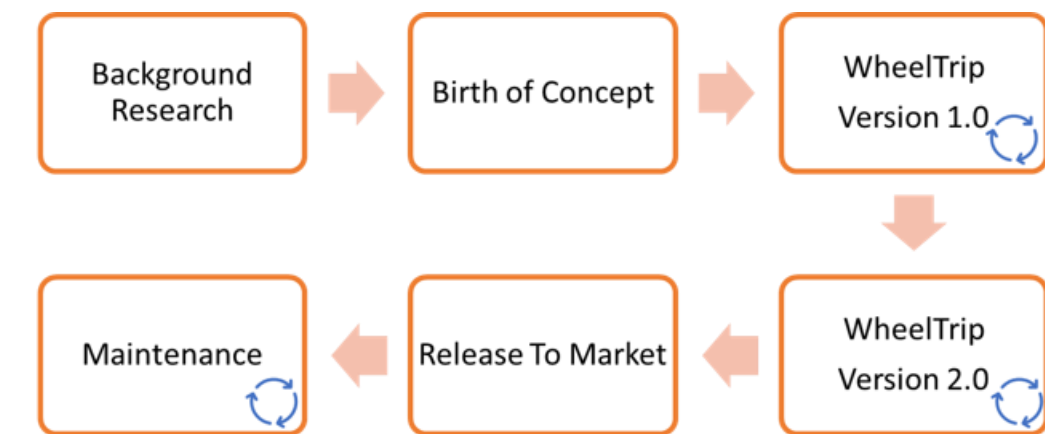 Background
Research
Birth of Concept
WheelTrip
Version 1.0
WheelTrip
Version 2.0
Release To Market
Maintenance